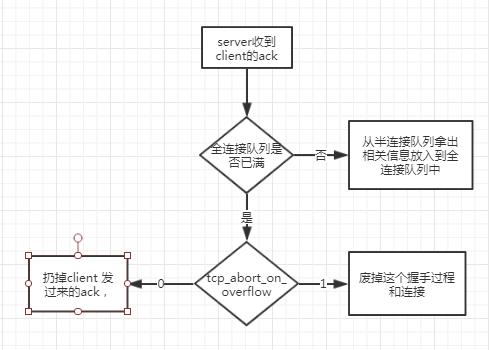 server收到
client的ack
全连接队列是
否已满
否
从半连接队列拿出
相关信息放入到全
连接队列中
是
扔掉client 发
过来的ack，
0
tcp_abort_on_
overflow
1
废掉这个握手过程
和连接